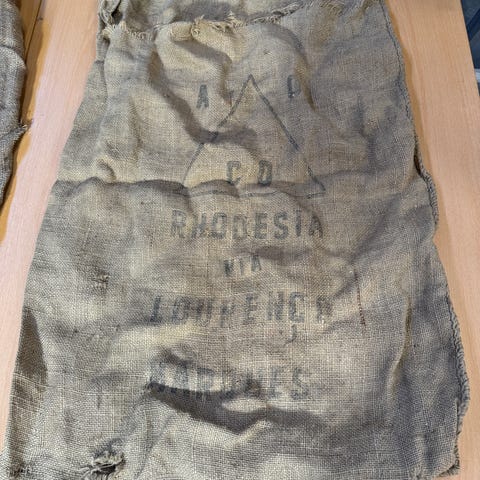 A T P
CO
RHODESIA
VIA
LOURENÇO
MARQUES